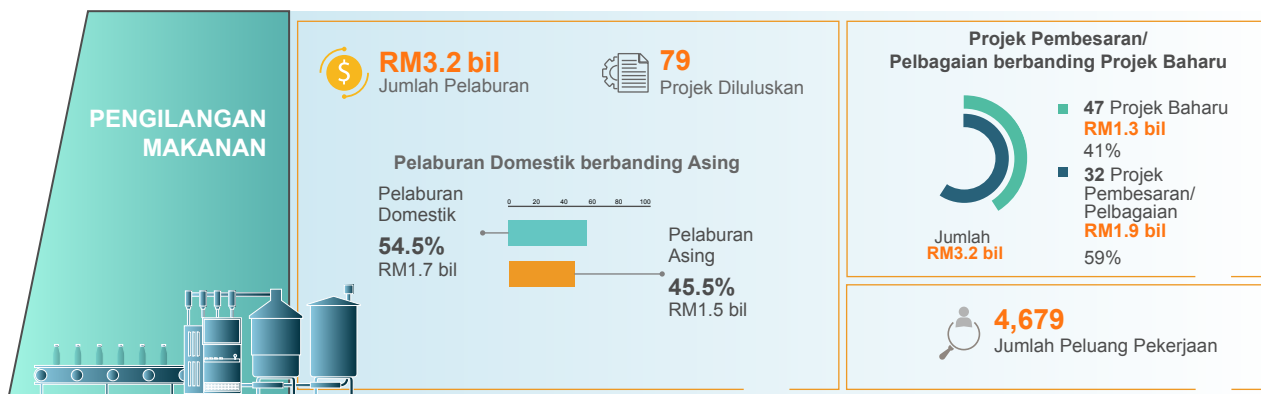 PENGILANGAN
MAKANAN
RM3.2 bil
Jumlah Pelaburan
79
Projek Diluluskan
Pelaburan Domestik berbanding Asing
Pelaburan
Domestik
54.5%
RM1.7 bil
0 20 40 60 80 100
Pelaburan
Asing
45.5%
RM1.5 bil
Projek Pembesaran/
Pelbagaian berbanding Projek Baharu
47 Projek Baharu
RM1.3 bil
41%
32 Projek
Pembesaran/
Pelbagaian
RM1.9 bil
59%
Jumlah
RM3.2 bil
4,679
Jumlah Peluang Pekerjaan